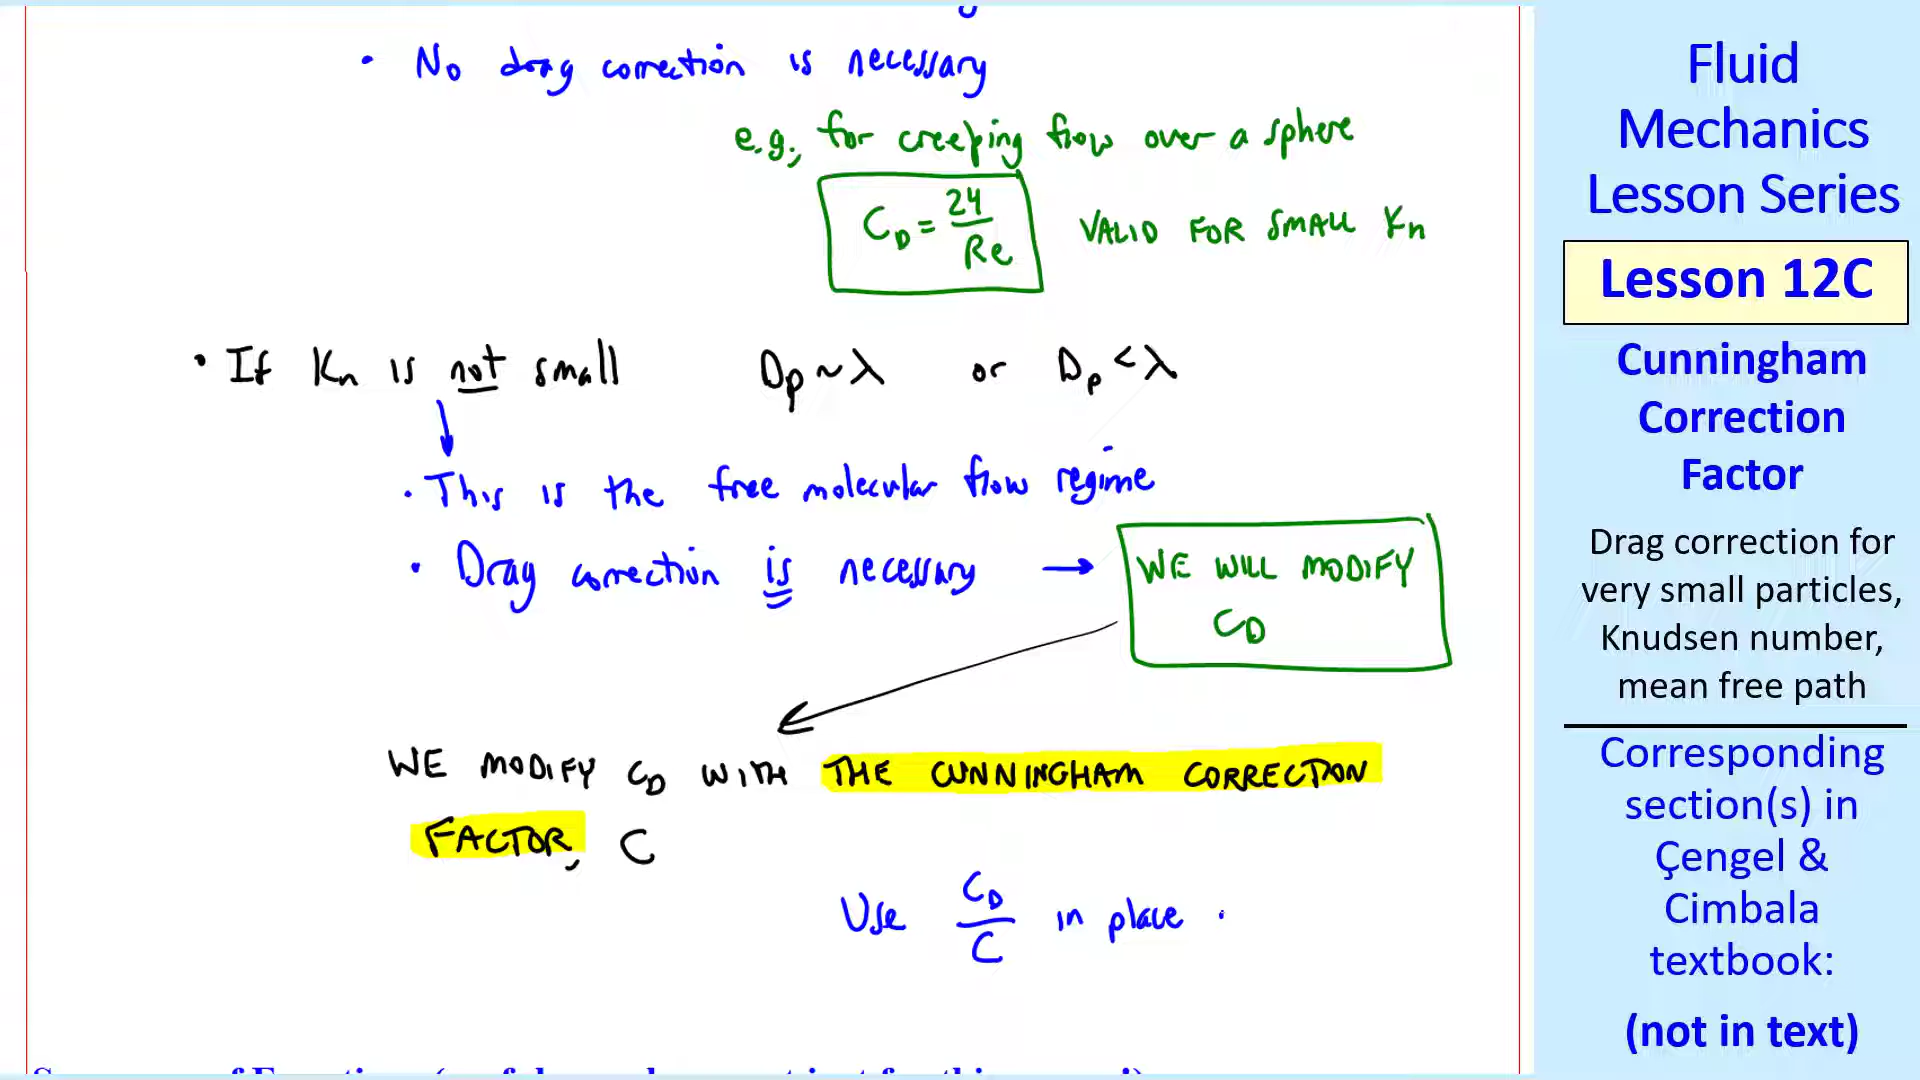 • No drag correction is necessary
e.g., for creeping flow over a sphere
C_D = 24/Re VALID FOR SMALL Kn
• If Kn is not small Dp ~ λ or Dp < λ
• This is the free molecular flow regime
• Drag correction is necessary → WE WILL MODIFY
C_D
WE MODIFY C_D WITH THE CUNNINGHAM CORRECTION
FACTOR, C
Use C_D/C in place
Fluid
Mechanics
Lesson Series
Lesson 12C
Cunningham
Correction
Factor
Drag correction for
very small particles,
Knudsen number,
mean free path
Corresponding
section(s) in
Çengel &
Cimbala
textbook:
(not in text)